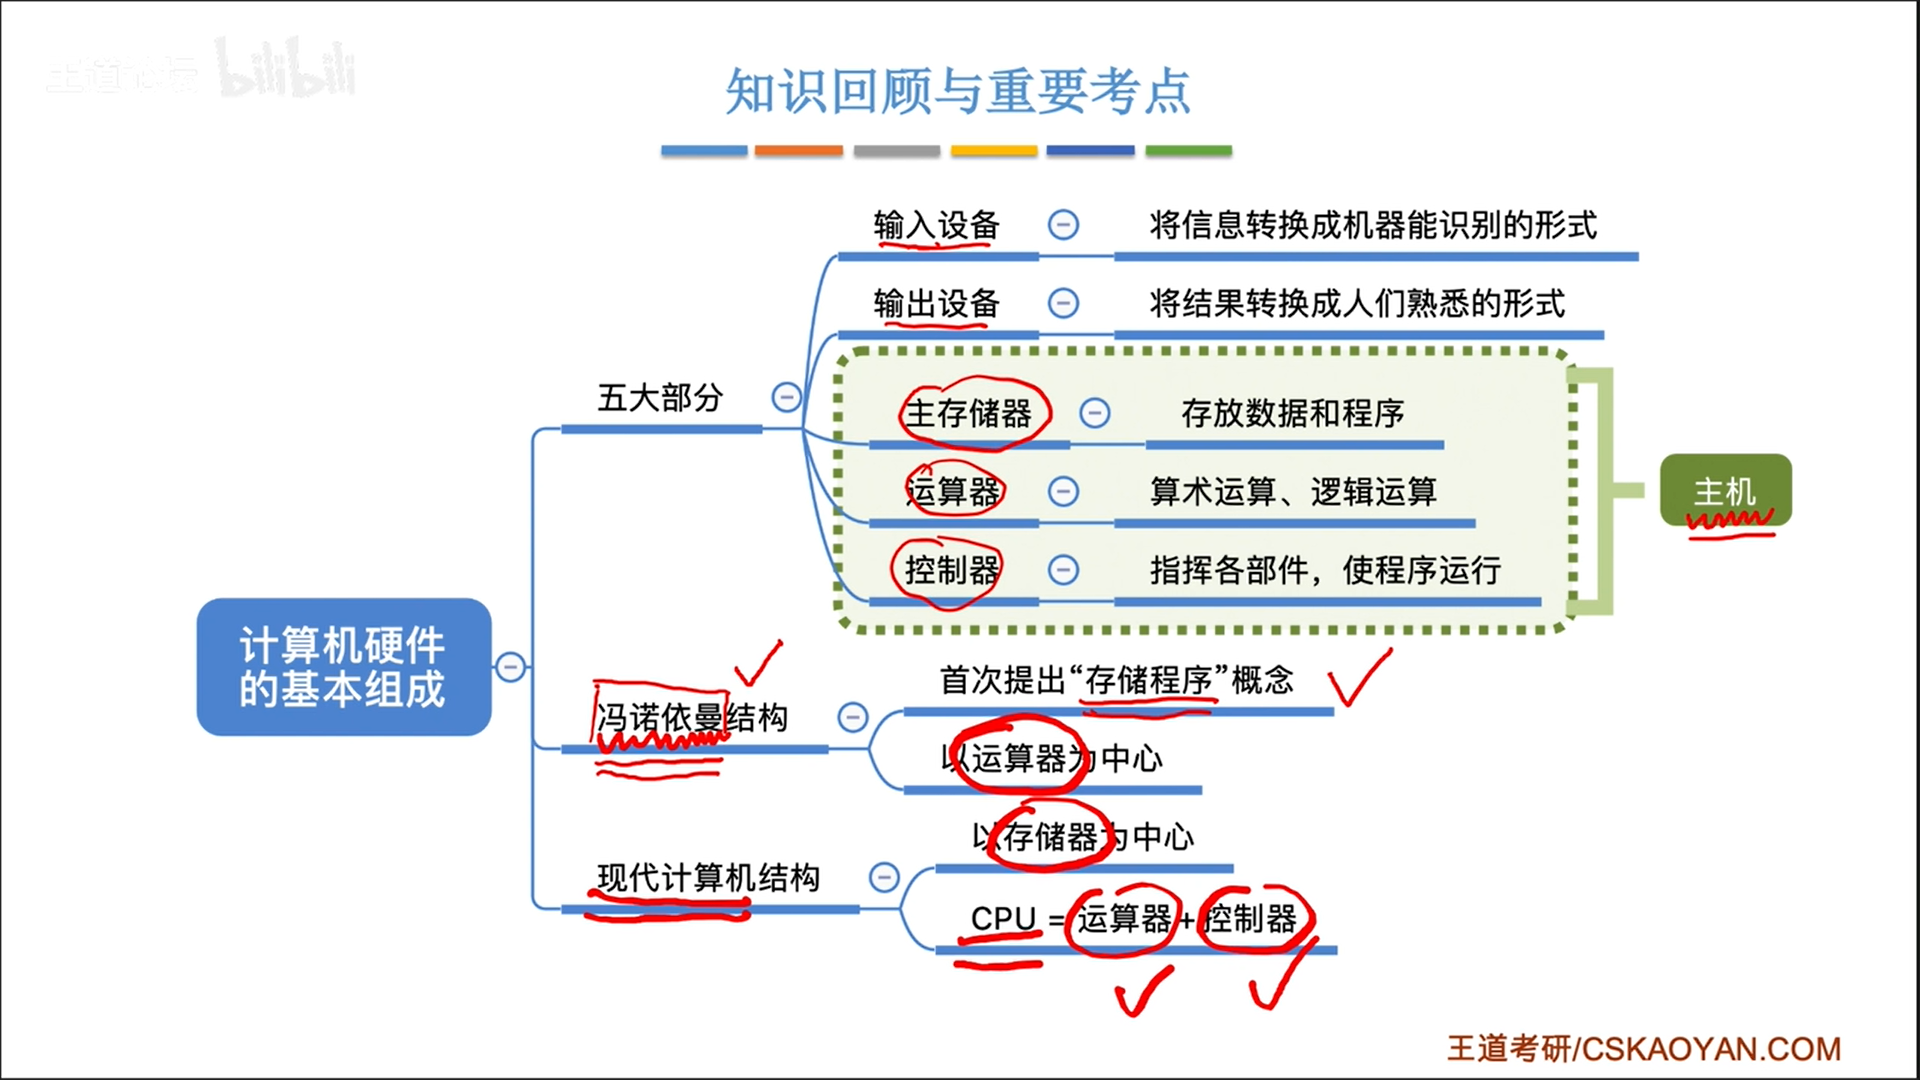 王道论坛 bilibili
知识回顾与重要考点
输入设备
将信息转换成机器能识别的形式
输出设备
将结果转换成人们熟悉的形式
五大部分
主存储器
存放数据和程序
运算器
算术运算、逻辑运算
主机
控制器
指挥各部件，使程序运行
计算机硬件
的基本组成
冯诺依曼结构
首次提出“存储程序”概念
以运算器为中心
现代计算机结构
以存储器为中心
CPU = 运算器+控制器
王道考研/CSKAOYAN.COM